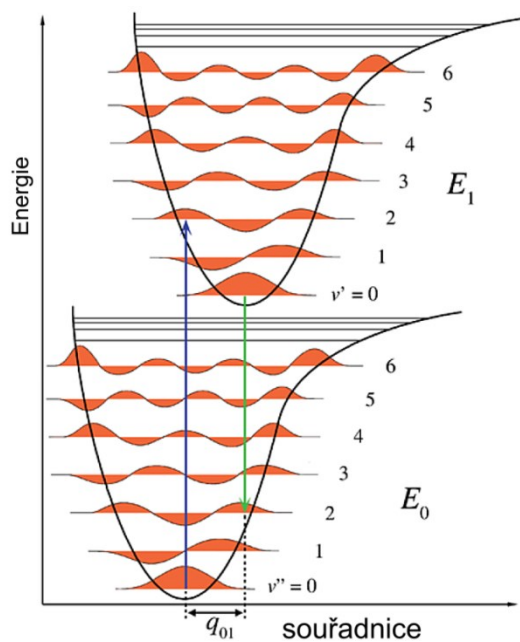 Energie
6
5
4
3
E₁
2
1
v' = 0
6
5
4
3
E₀
2
1
v'' = 0
q₀₁
souřadnice